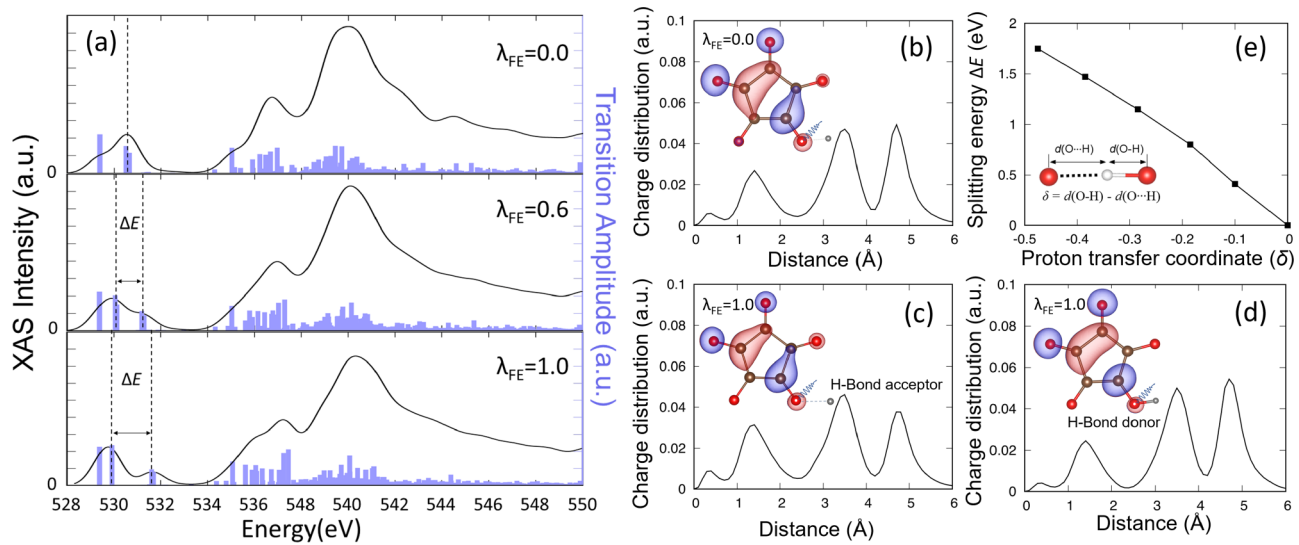 (a)
λFE=0.0
0
λFE=0.6
ΔE
0
λFE=1.0
ΔE
0
528 530 532 534 536 538 540 542 544 546 548 550
Energy(eV)
XAS Intensity (a.u.)
Transition Amplitude (a.u.)
(b)
λFE=0.0
0.1
0.08
0.06
0.04
0.02
0
0 1 2 3 4 5 6
Distance (Å)
Charge distribution (a.u.)
(e)
2
1.5
1
0.5
0
d(O···H) d(O-H)
δ = d(O-H) - d(O···H)
-0.5 -0.4 -0.3 -0.2 -0.1 0
Proton transfer coordinate (δ)
Splitting energy ΔE (eV)
(c)
λFE=1.0
H-Bond acceptor
0.1
0.08
0.06
0.04
0.02
0
0 1 2 3 4 5 6
Distance (Å)
Charge distribution (a.u.)
(d)
λFE=1.0
H-Bond donor
0.1
0.08
0.06
0.04
0.02
0
0 1 2 3 4 5 6
Distance (Å)
Charge distribution (a.u.)